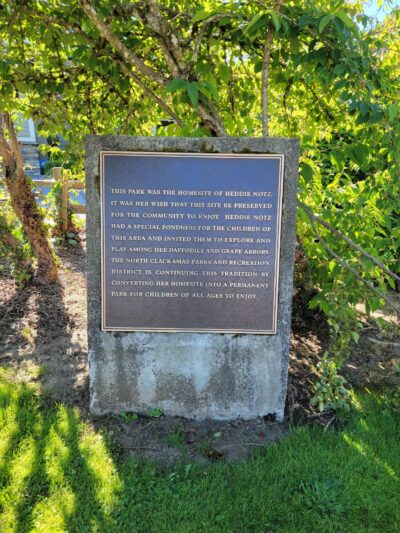 THIS PARK WAS THE HOMESITE OF HEDDIE NOTZ.
IT WAS HER WISH THAT THIS SITE BE PRESERVED
FOR THE COMMUNITY TO ENJOY. HEDDIE NOTZ
HAD A SPECIAL FONDNESS FOR THE CHILDREN OF
THIS AREA AND INVITED THEM TO EXPLORE AND
PLAY AMONG HER DAFFODILS AND GRAPE ARBORS.
THE NORTH CLACKAMAS PARKS AND RECREATION
DISTRICT IS CONTINUING THIS TRADITION BY
CONVERTING HER HOMESITE INTO A PERMANENT
PARK FOR CHILDREN OF ALL AGES TO ENJOY.